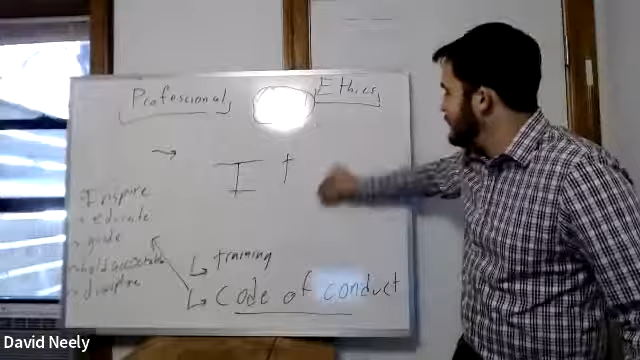 Professional Ethics
I t
Inspire
educate
guide
hold accountable
discipline
training
Code of conduct
David Neely